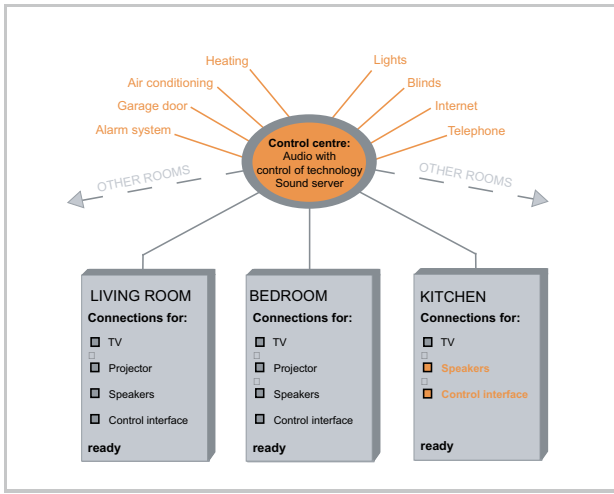 Heating
Lights
Air conditioning
Blinds
Garage door
Internet
Alarm system
Telephone
Control centre:
Audio with
control of technology
Sound server
OTHER ROOMS
OTHER ROOMS
LIVING ROOM
Connections for:
TV
Projector
Speakers
Control interface
ready
BEDROOM
Connections for:
TV
Projector
Speakers
Control interface
ready
KITCHEN
Connections for:
TV
Speakers
Control interface
ready